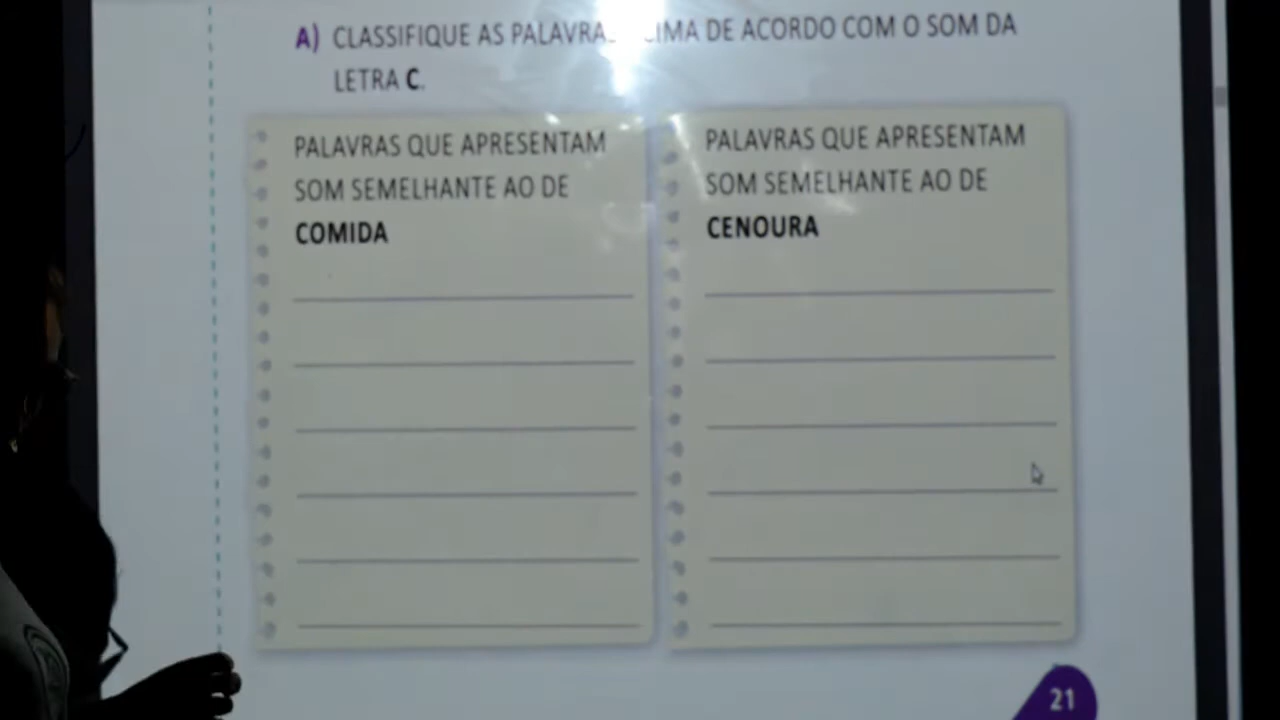 A) CLASSIFIQUE AS PALAVRAS DE ACORDO COM O SOM DA
LETRA C.
PALAVRAS QUE APRESENTAM
SOM SEMELHANTE AO DE
COMIDA
PALAVRAS QUE APRESENTAM
SOM SEMELHANTE AO DE
CENOURA
21